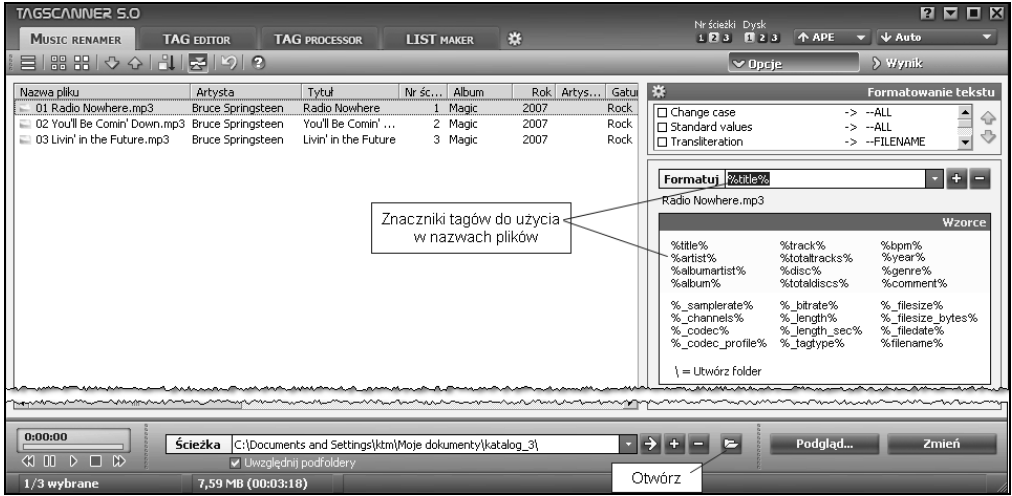 TAGSCANNER 5.0
Nr ścieżki Dysk
MUSIC RENAMER TAG EDITOR TAG PROCESSOR LIST MAKER 1 2 3 1 2 3 APE Auto
Opcje Wynik
Nazwa pliku Artysta Tytuł Nr śc... Album Rok Artys... Gatu
01 Radio Nowhere.mp3 Bruce Springsteen Radio Nowhere 1 Magic 2007 Rock
02 You'll Be Comin' Down.mp3 Bruce Springsteen You'll Be Comin' ... 2 Magic 2007 Rock
03 Livin' in the Future.mp3 Bruce Springsteen Livin' in the Future 3 Magic 2007 Rock
Formatowanie tekstu
Change case -> --ALL
Standard values -> --ALL
Transliteration -> --FILENAME
Formatuj %title%
Radio Nowhere.mp3
Znaczniki tagów do użycia
w nazwach plików
Wzorce
%title% %track% %bpm%
%artist% %totaltracks% %year%
%albumartist% %disc% %genre%
%album% %totaldiscs% %comment%
%_samplerate% %_bitrate% %_filesize%
%_channels% %_length% %_filesize_bytes%
%_codec% %_length_sec% %_filedate%
%_codec_profile% %_tagtype% %filename%
\ = Utwórz folder
0:00:00
Ścieżka C:\Documents and Settings\ktm\Moje dokumenty\katalog_3\ Podgląd... Zmień
Uwzględnij podfoldery
Otwórz
1/3 wybrane 7,59 MB (00:03:18)